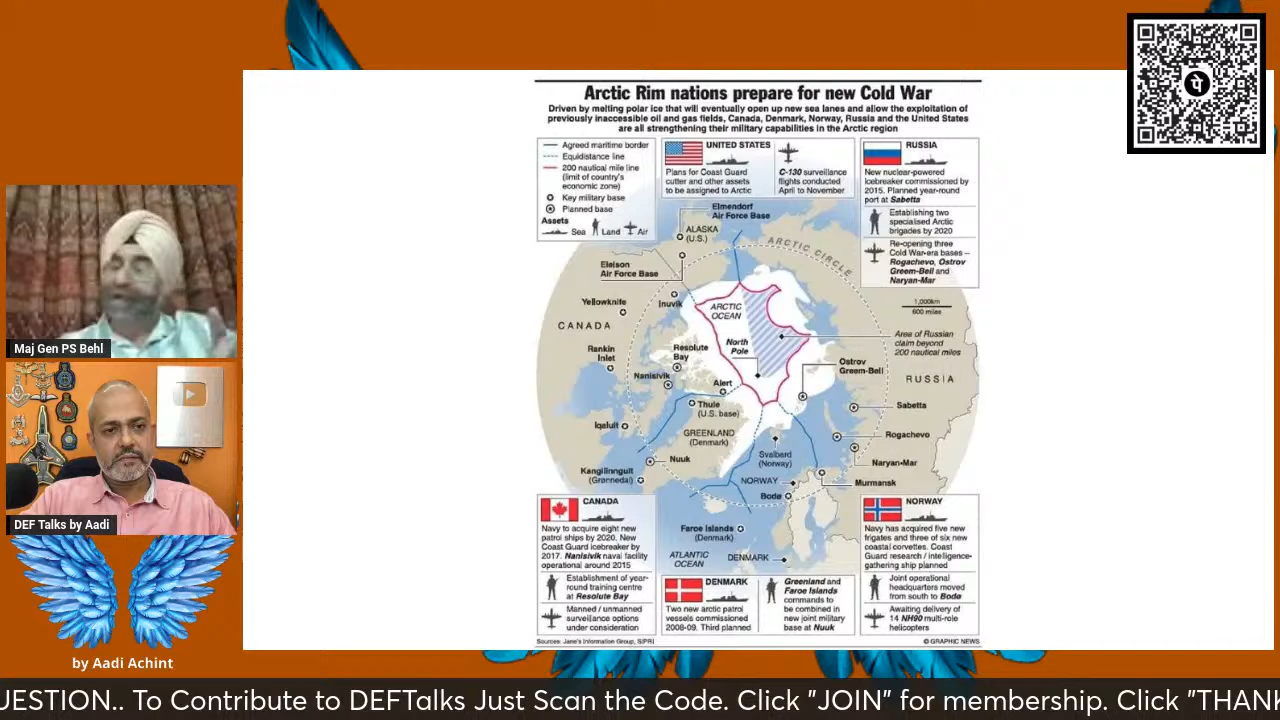 Arctic Rim nations prepare for new Cold War
Driven by melting polar ice that will eventually open up new sea lanes and allow the exploitation of
previously inaccessible oil and gas fields, Canada, Denmark, Norway, Russia and the United States
are all strengthening their military capabilities in the Arctic region
Agreed maritime border
Equidistance line
200 nautical mile line
(limit of country's
economic zone)
Key military base
Planned base
Assets
Sea
Land
Air
UNITED STATES
Plans for Coast Guard
cutter and other assets
to be assigned to Arctic
C-130 surveillance
flights conducted
April to November
RUSSIA
New nuclear-powered
icebreaker commissioned by
2015. Planned year-round
port at Sabetta
Establishing two
specialised Arctic
brigades by 2020
Re-opening three
Cold War-era bases –
Rogachevo, Ostrov
Greem-Bell and
Naryan-Mar
Elmendorf
Air Force Base
ALASKA
(U.S.)
ARCTIC CIRCLE
Eielson
Air Force Base
1,000km
600 miles
Yellowknife
Inuvik
ARCTIC
OCEAN
CANADA
Area of Russian
claim beyond
200 nautical miles
Rankin
Inlet
Resolute
Bay
North
Pole
Ostrov
Greem-Bell
Nanisivik
Alert
RUSSIA
Thule
(U.S. base)
Sabetta
Iqaluit
GREENLAND
(Denmark)
Rogachevo
Nuuk
Svalbard
(Norway)
Naryan-Mar
Kangilinnguit
(Grønnedal)
NORWAY
Murmansk
Bodø
Faroe Islands
(Denmark)
ATLANTIC
OCEAN
DENMARK
CANADA
Navy to acquire eight new
patrol ships by 2020. New
Coast Guard icebreaker by
2017. Nanisivik naval facility
operational around 2015
Establishment of year-
round training centre
at Resolute Bay
Manned / unmanned
surveillance options
under consideration
DENMARK
Two new arctic patrol
vessels commissioned
2008-09. Third planned
Greenland and
Faroe Islands
commands to
be combined in
new joint military
base at Nuuk
NORWAY
Navy has acquired five new
frigates and three of six new
coastal corvettes. Coast
Guard research / intelligence-
gathering ship planned
Joint operational
headquarters moved
from south to Bodø
Awaiting delivery of
14 NH90 multi-role
helicopters
Sources: Jane's Information Group, SIPRI
© GRAPHIC NEWS
पे
Maj Gen PS Behl
DEF Talks by Aadi
by Aadi Achint
UESTION.. To Contribute to DEFTalks Just Scan the Code. Click "JOIN" for membership. Click "THANK